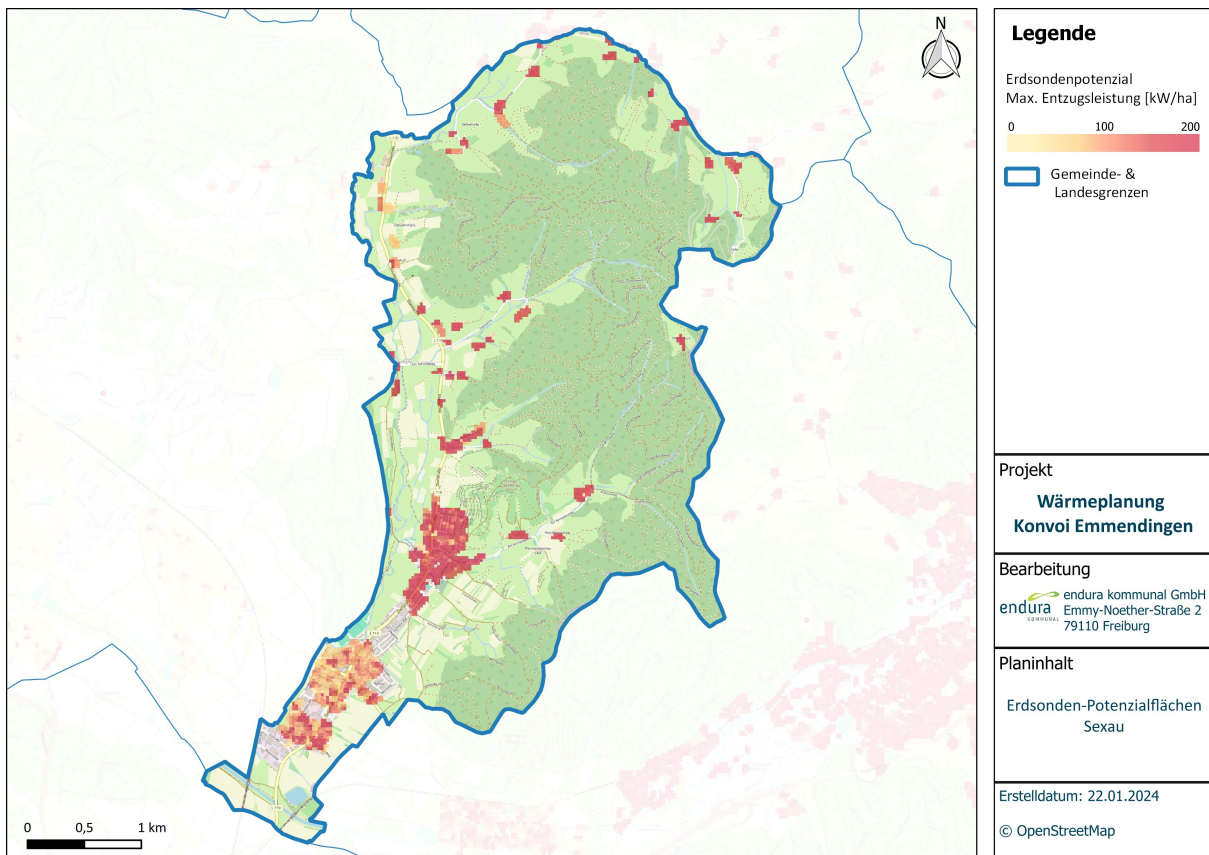 N
0
0,5
1 km
Legende
Erdsondenpotenzial
Max. Entzugsleistung [kW/ha]
0
100
200
Gemeinde- &
Landesgrenzen
Projekt
Wärmeplanung
Konvoi Emmendingen
Bearbeitung
endura
KOMMUNAL
endura kommunal GmbH
Emmy-Noether-Straße 2
79110 Freiburg
Planinhalt
Erdsonden-Potenzialflächen
Sexau
Erstelldatum: 22.01.2024
© OpenStreetMap